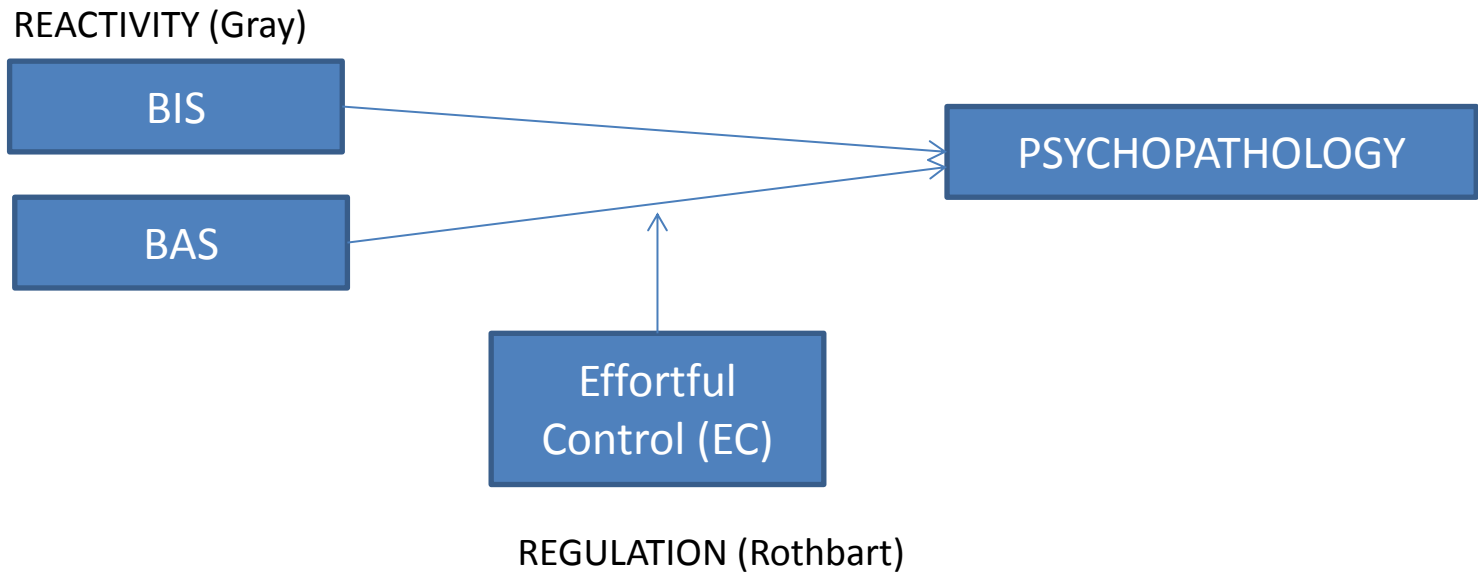 REACTIVITY (Gray)
BIS
PSYCHOPATHOLOGY
BAS
Effortful
Control (EC)
REGULATION (Rothbart)